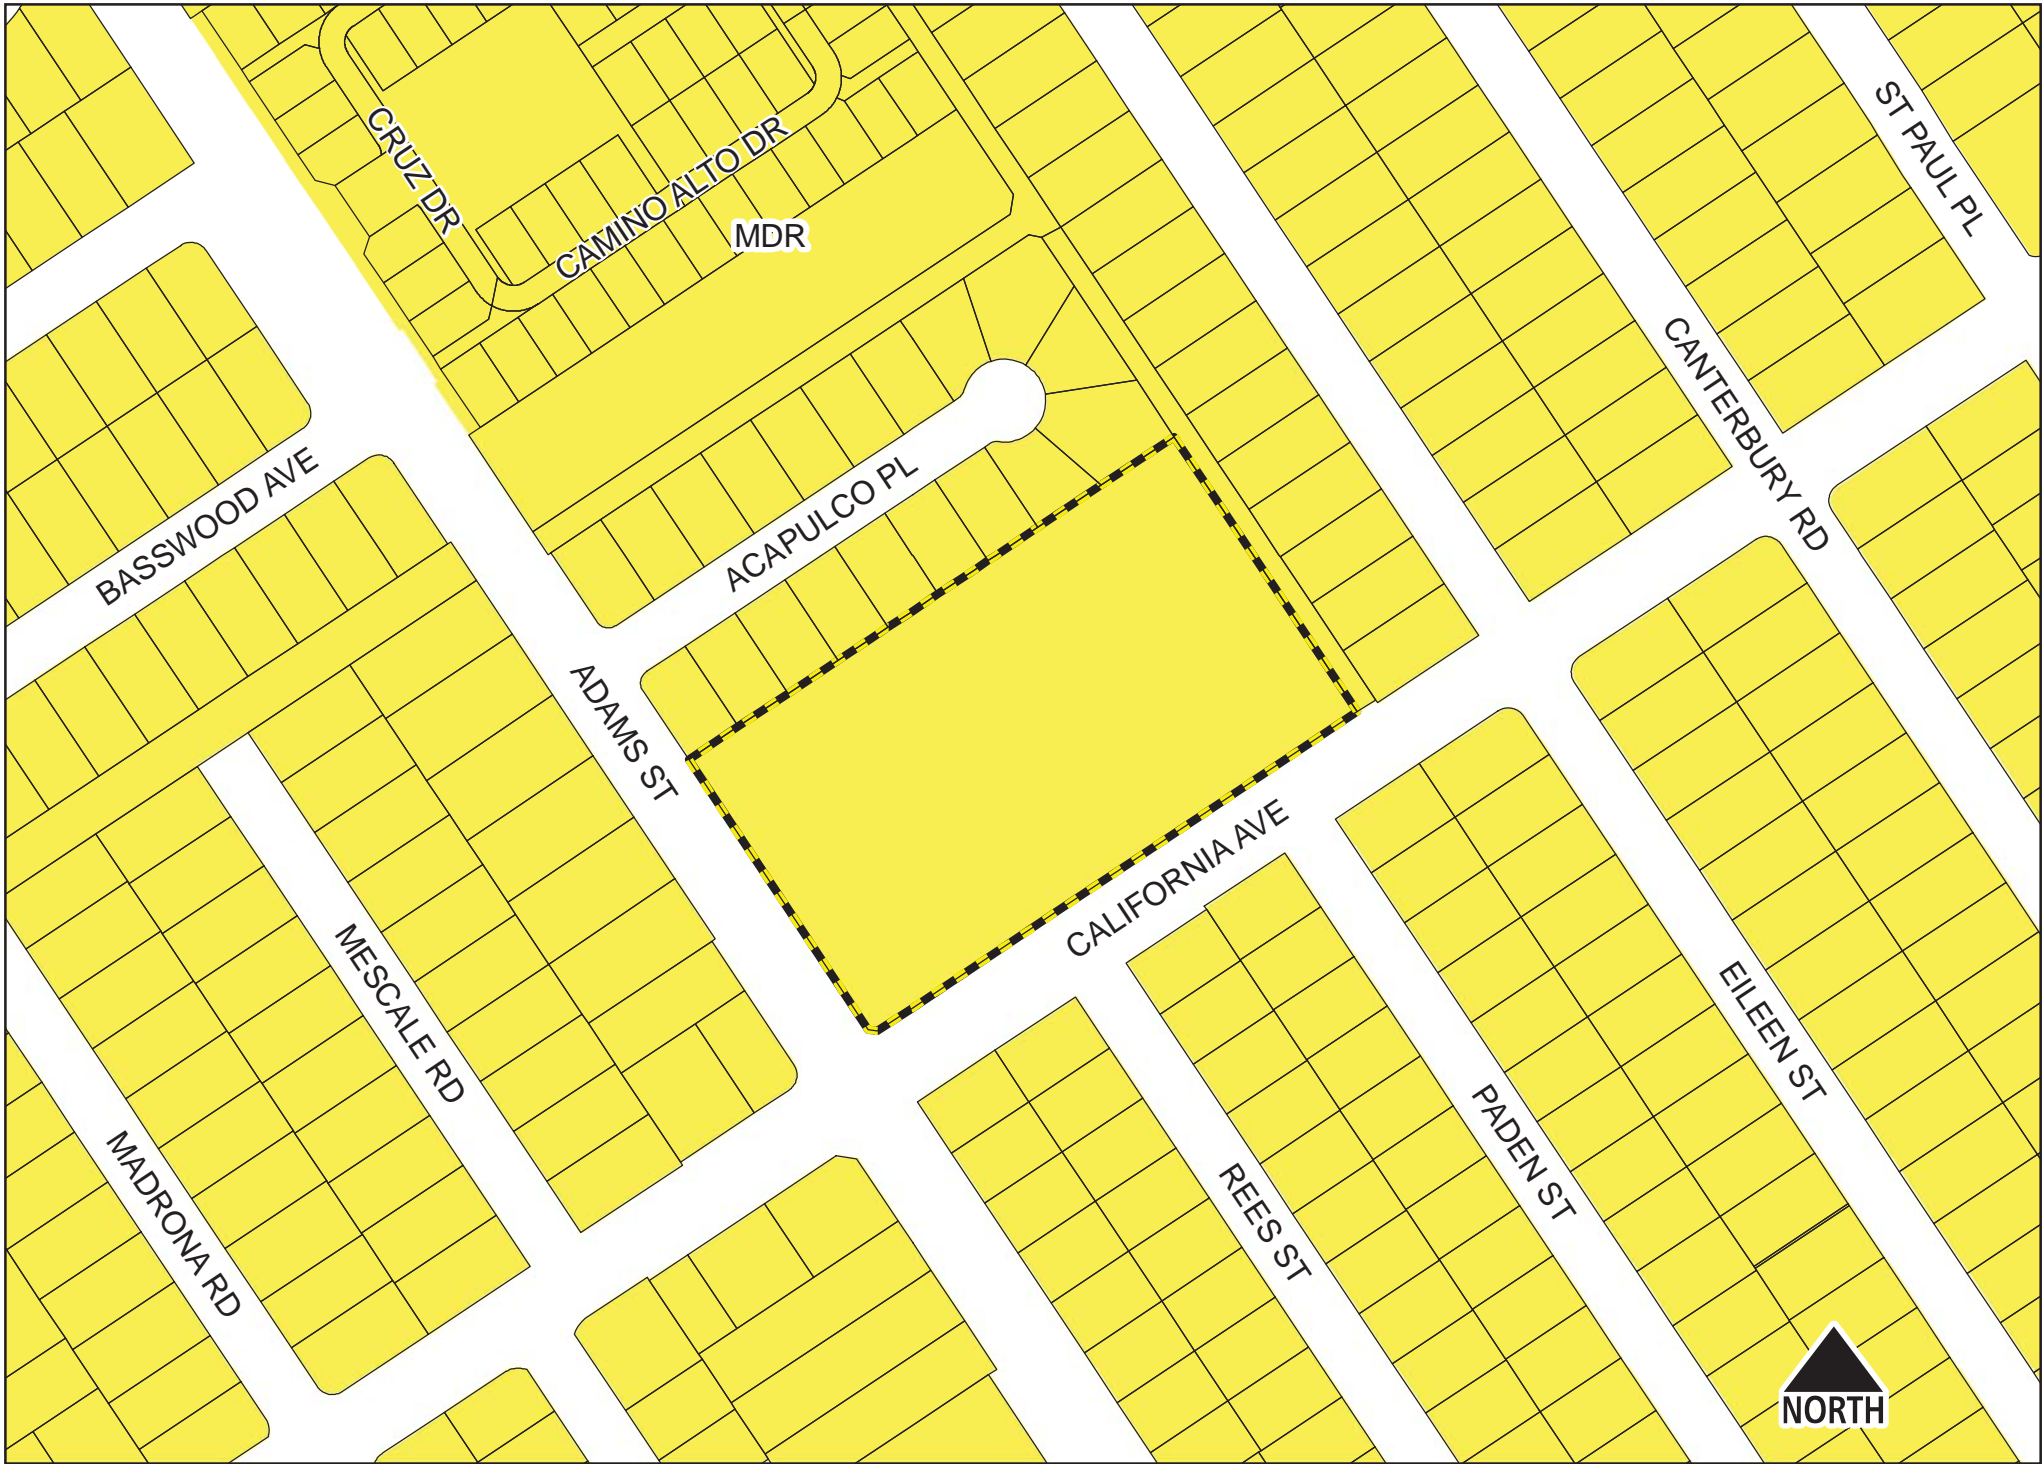 ST PAUL PL
CRUZ DR
CAMINO ALTO DR
MDR
CANTERBURY RD
BASSWOOD AVE
ACAPULCO PL
ADAMS ST
CALIFORNIA AVE
MESCALE RD
EILEEN ST
MADRONA RD
PADEN ST
REES ST
NORTH